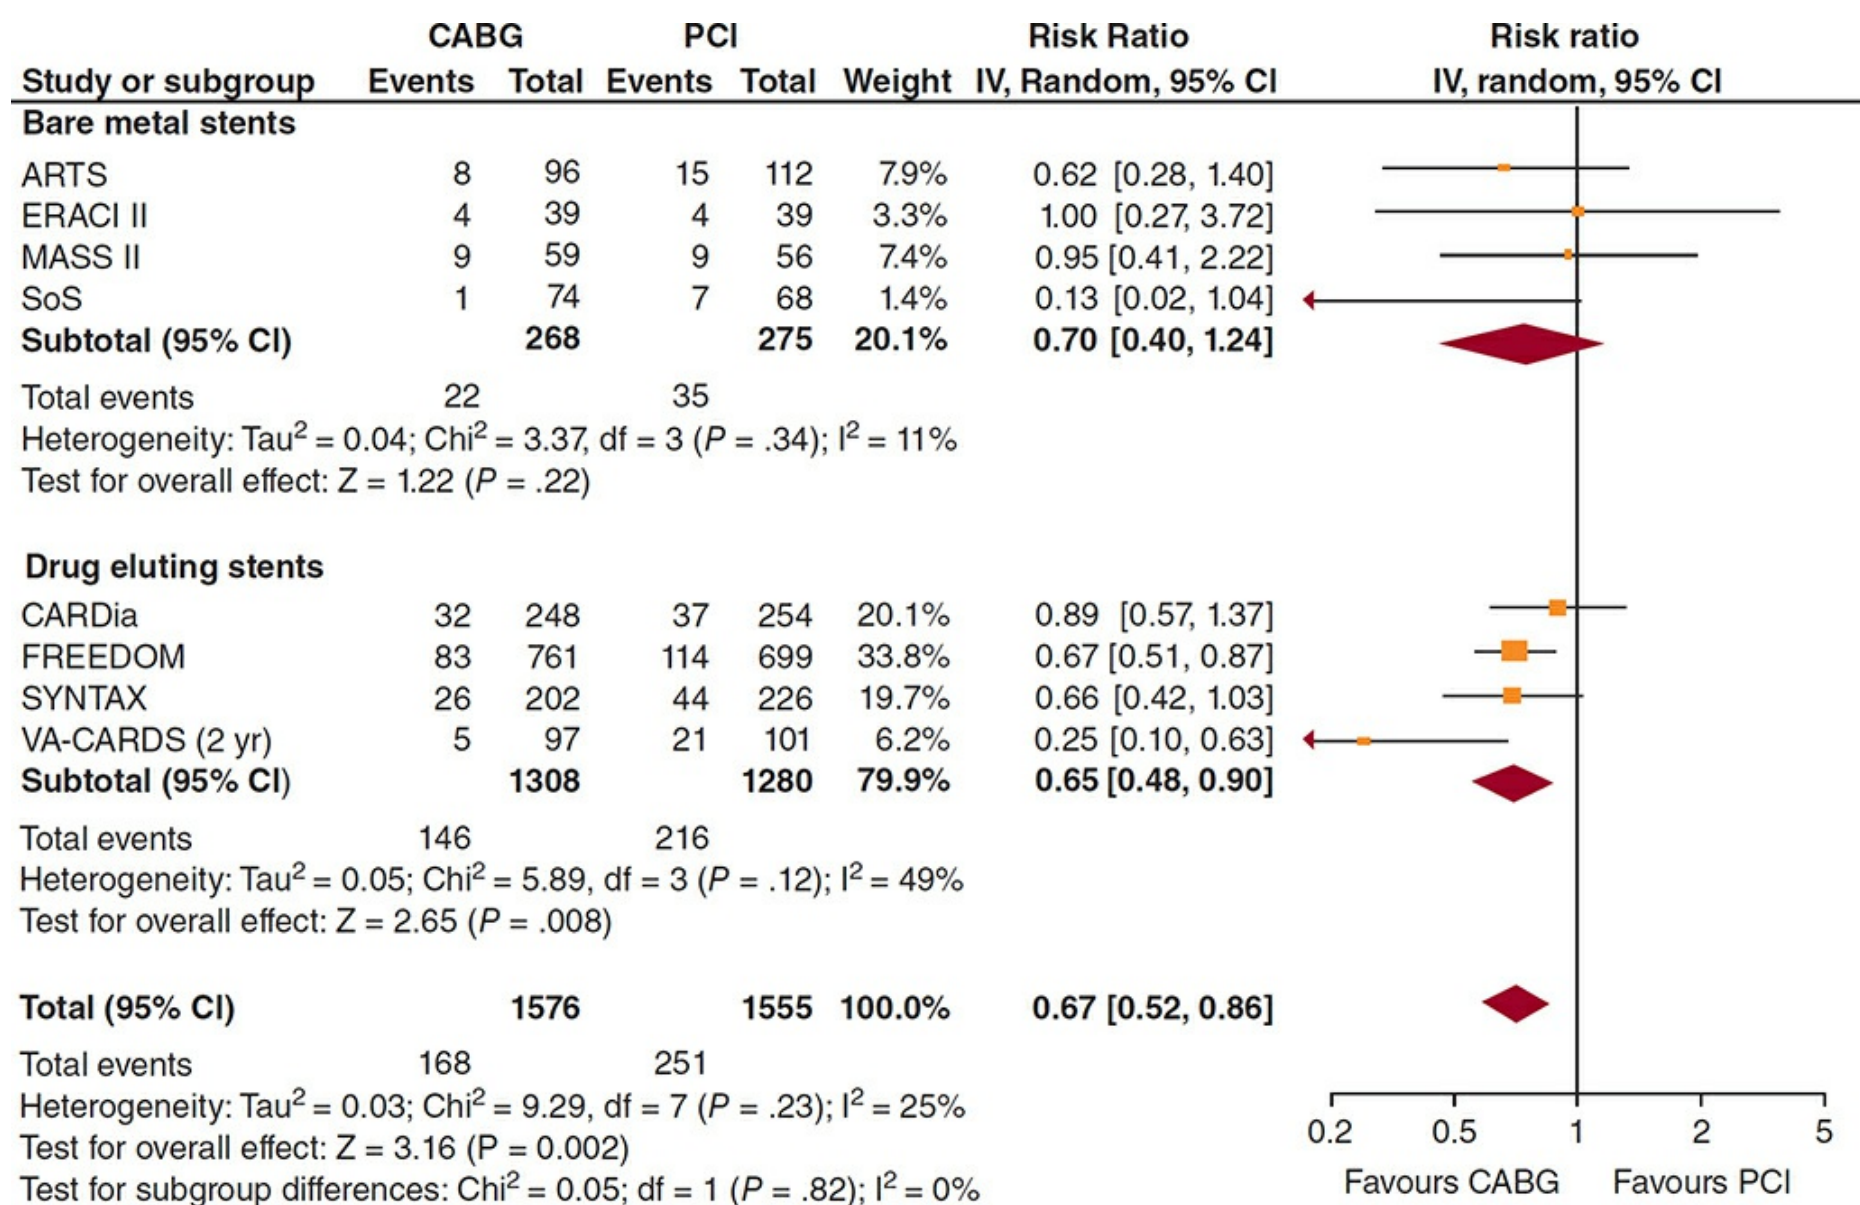 CABG PCI Risk Ratio Risk ratio
Study or subgroup Events Total Events Total Weight IV, Random, 95% CI IV, random, 95% CI
Bare metal stents
ARTS 8 96 15 112 7.9% 0.62 [0.28, 1.40]
ERACI II 4 39 4 39 3.3% 1.00 [0.27, 3.72]
MASS II 9 59 9 56 7.4% 0.95 [0.41, 2.22]
SoS 1 74 7 68 1.4% 0.13 [0.02, 1.04]
Subtotal (95% CI) 268 275 20.1% 0.70 [0.40, 1.24]
Total events 22 35
Heterogeneity: Tau² = 0.04; Chi² = 3.37, df = 3 (P = .34); I² = 11%
Test for overall effect: Z = 1.22 (P = .22)
Drug eluting stents
CARDia 32 248 37 254 20.1% 0.89 [0.57, 1.37]
FREEDOM 83 761 114 699 33.8% 0.67 [0.51, 0.87]
SYNTAX 26 202 44 226 19.7% 0.66 [0.42, 1.03]
VA-CARDS (2 yr) 5 97 21 101 6.2% 0.25 [0.10, 0.63]
Subtotal (95% CI) 1308 1280 79.9% 0.65 [0.48, 0.90]
Total events 146 216
Heterogeneity: Tau² = 0.05; Chi² = 5.89, df = 3 (P = .12); I² = 49%
Test for overall effect: Z = 2.65 (P = .008)
Total (95% CI) 1576 1555 100.0% 0.67 [0.52, 0.86]
Total events 168 251
Heterogeneity: Tau² = 0.03; Chi² = 9.29, df = 7 (P = .23); I² = 25%
Test for overall effect: Z = 3.16 (P = 0.002)
Test for subgroup differences: Chi² = 0.05; df = 1 (P = .82); I² = 0%
0.2 0.5 1 2 5
Favours CABG Favours PCI